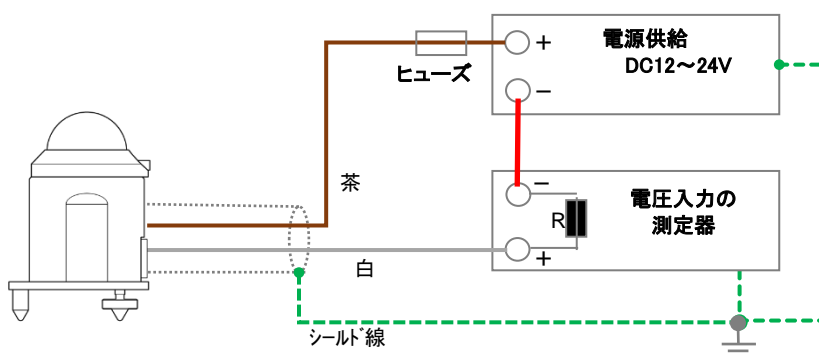 +
ヒューズ
電源供給
DC12～24V
−
茶
−
R
電圧入力の
測定器
+
白
シールド線